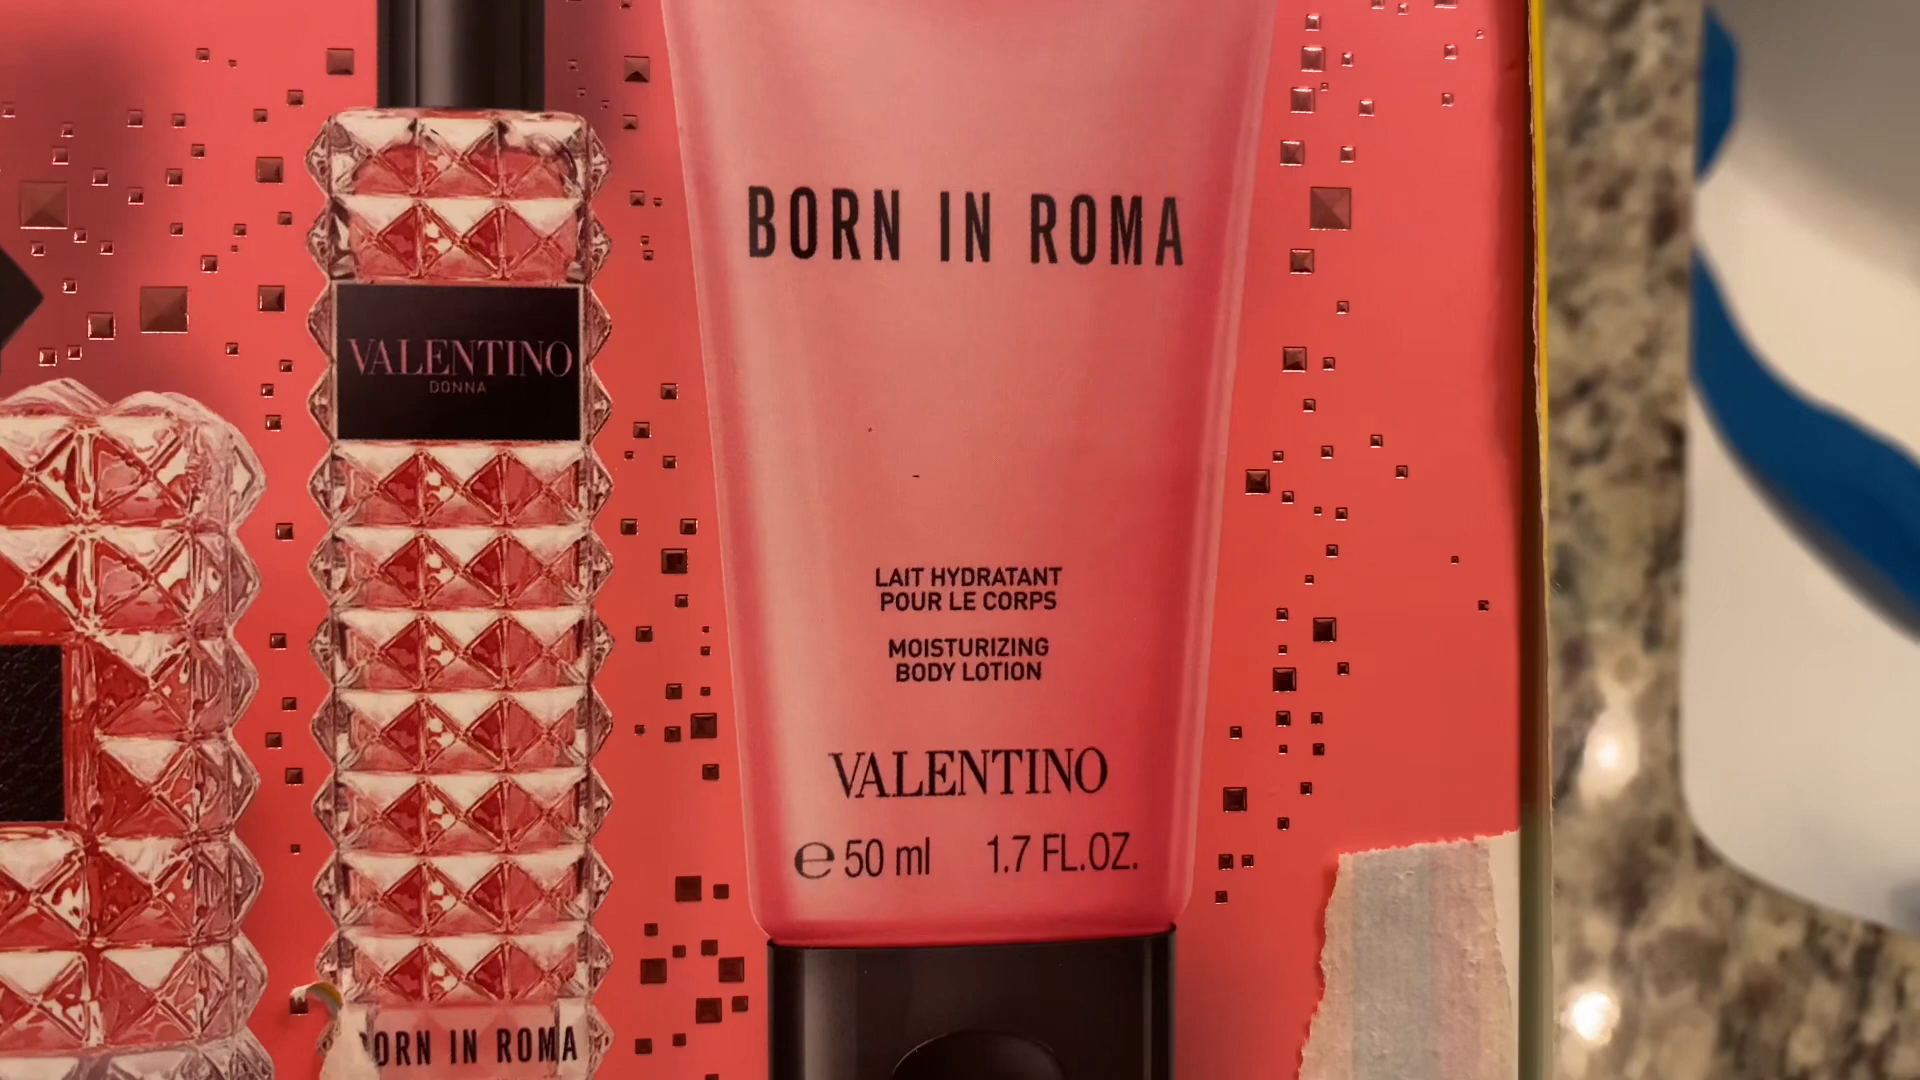 VALENTINO
DONNA
ORN IN ROMA
BORN IN ROMA
LAIT HYDRATANT
POUR LE CORPS
MOISTURIZING
BODY LOTION
VALENTINO
℮ 50 ml 1.7 FL.OZ.